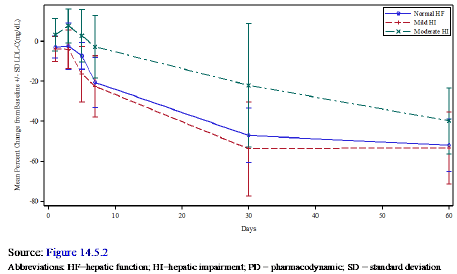 Normal HF
Mild HI
Moderate HI
Mean Percent Change from Baseline +/- SD LDL-C(mg/dL)
0
-20
-40
-60
-80
0 10 20 30 40 50 60
Days
Source: Figure 14.5.2
Abbreviations: HF=hepatic function; HI=hepatic impairment; PD = pharmacodynamic; SD = standard deviation